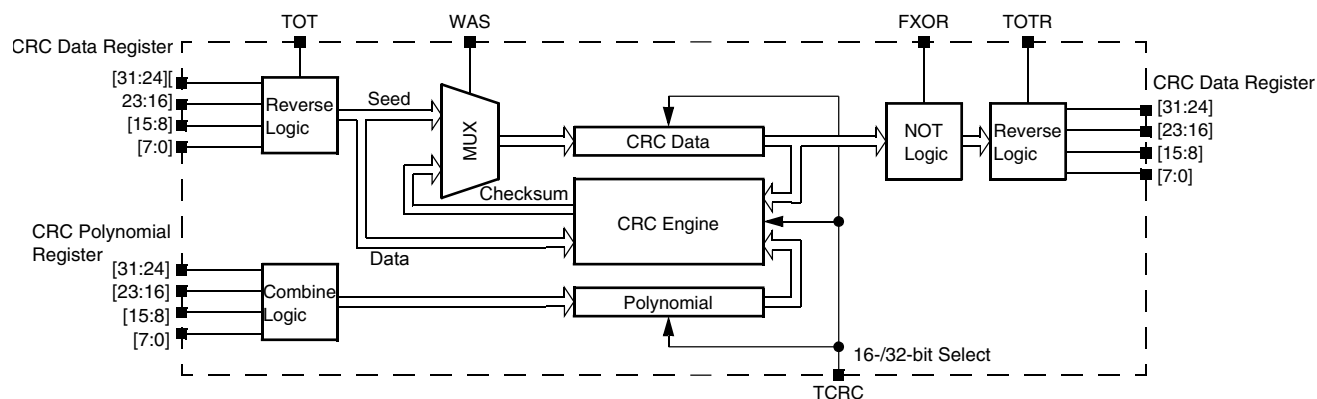 TOT
WAS
FXOR
TOTR
CRC Data Register
[31:24][
23:16]
[15:8]
[7:0]
Reverse
Logic
Seed
MUX
CRC Data
NOT
Logic
Reverse
Logic
CRC Data Register
[31:24]
[23:16]
[15:8]
[7:0]
Checksum
CRC Engine
Data
CRC Polynomial
Register
[31:24]
[23:16]
[15:8]
[7:0]
Combine
Logic
Polynomial
16-/32-bit Select
TCRC